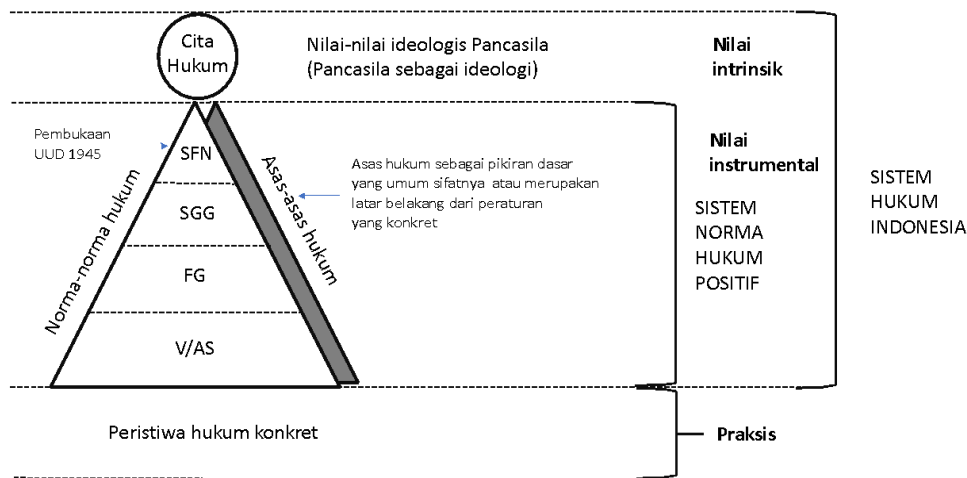 Cita
Hukum
Nilai-nilai ideologis Pancasila
(Pancasila sebagai ideologi)
Nilai
intrinsik
Pembukaan
UUD 1945
SFN
SGG
FG
V/AS
Norma-norma hukum
Asas-asas hukum
Asas hukum sebagai pikiran dasar
yang umum sifatnya atau merupakan
latar belakang dari peraturan
yang konkret
Nilai
instrumental
SISTEM
NORMA
HUKUM
POSITIF
SISTEM
HUKUM
INDONESIA
Peristiwa hukum konkret
Praksis